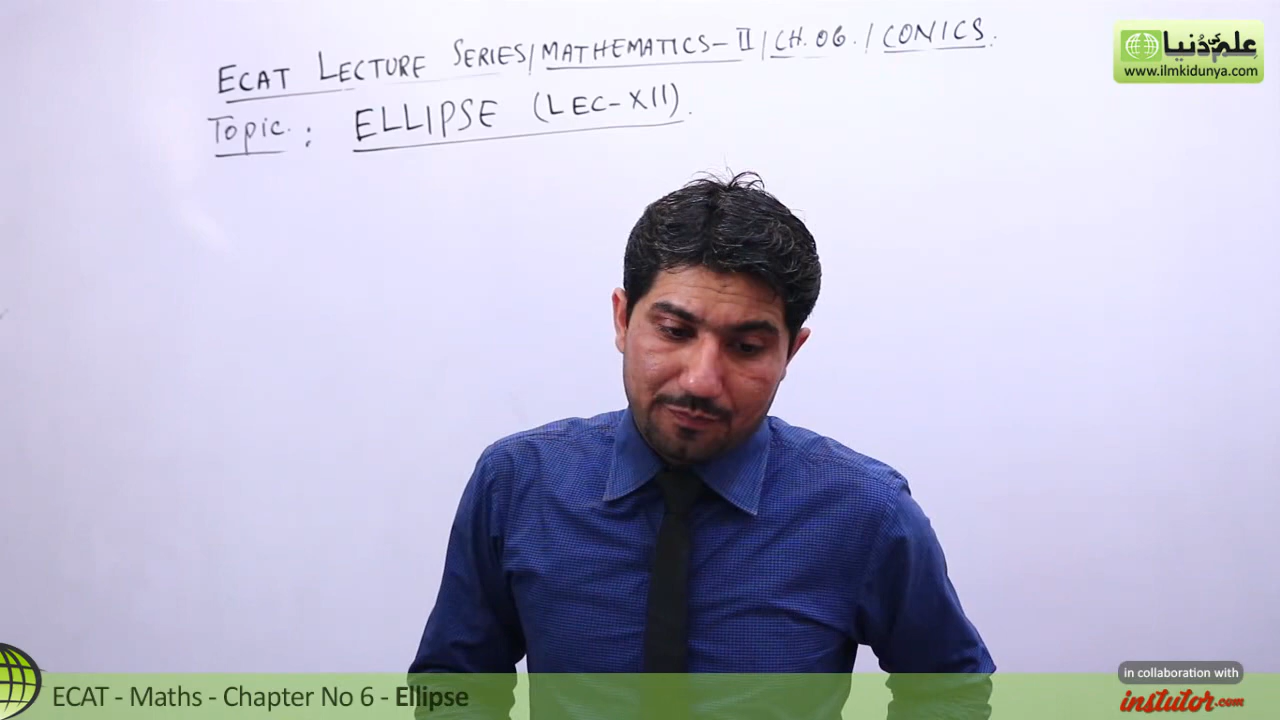 ECAT LECTURE SERIES/MATHEMATICS-II/CH.06./CONICS.
Topic: ELLIPSE (LEC-XII).
علم کی دُنیا
www.ilmkidunya.com
in collaboration with
instutor.com
ECAT - Maths - Chapter No 6 - Ellipse